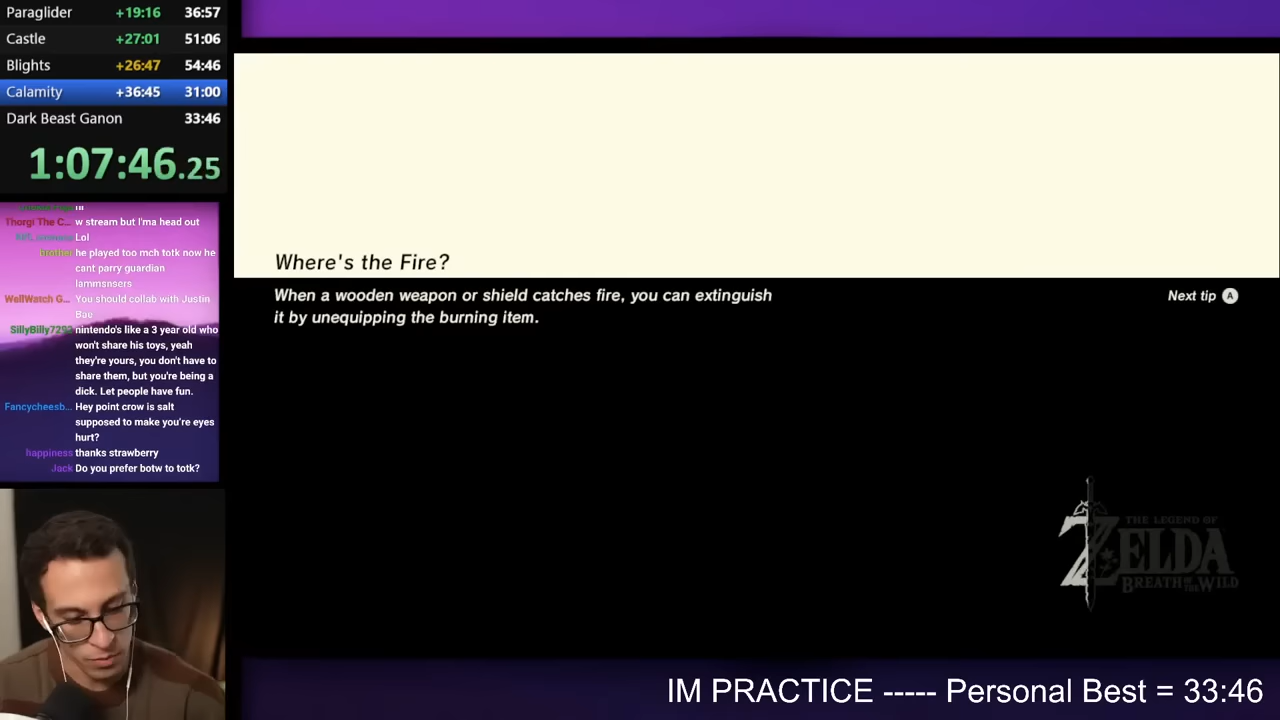 Paraglider +19:16 36:57
Castle +27:01 51:06
Blights +26:47 54:46
Calamity +36:45 31:00
Dark Beast Ganon 33:46
1:07:46.25
Thorgi The C... w stream but I'ma head out
Lol
he played too mch totk now he
cant parry guardian
lammsnsers
WellWatch G... You should collab with Justin
Bae
SillyBilly729 nintendo's like a 3 year old who
won't share his toys, yeah
they're yours, you don't have to
share them, but you're being a
dick. Let people have fun.
Fancycheesb... Hey point crow is salt
supposed to make you're eyes
hurt?
happiness thanks strawberry
Jack Do you prefer botw to totk?
Where's the Fire?
When a wooden weapon or shield catches fire, you can extinguish
it by unequipping the burning item.
Next tip A
THE LEGEND OF
ZELDA
BREATH OF THE WILD
IM PRACTICE ----- Personal Best = 33:46